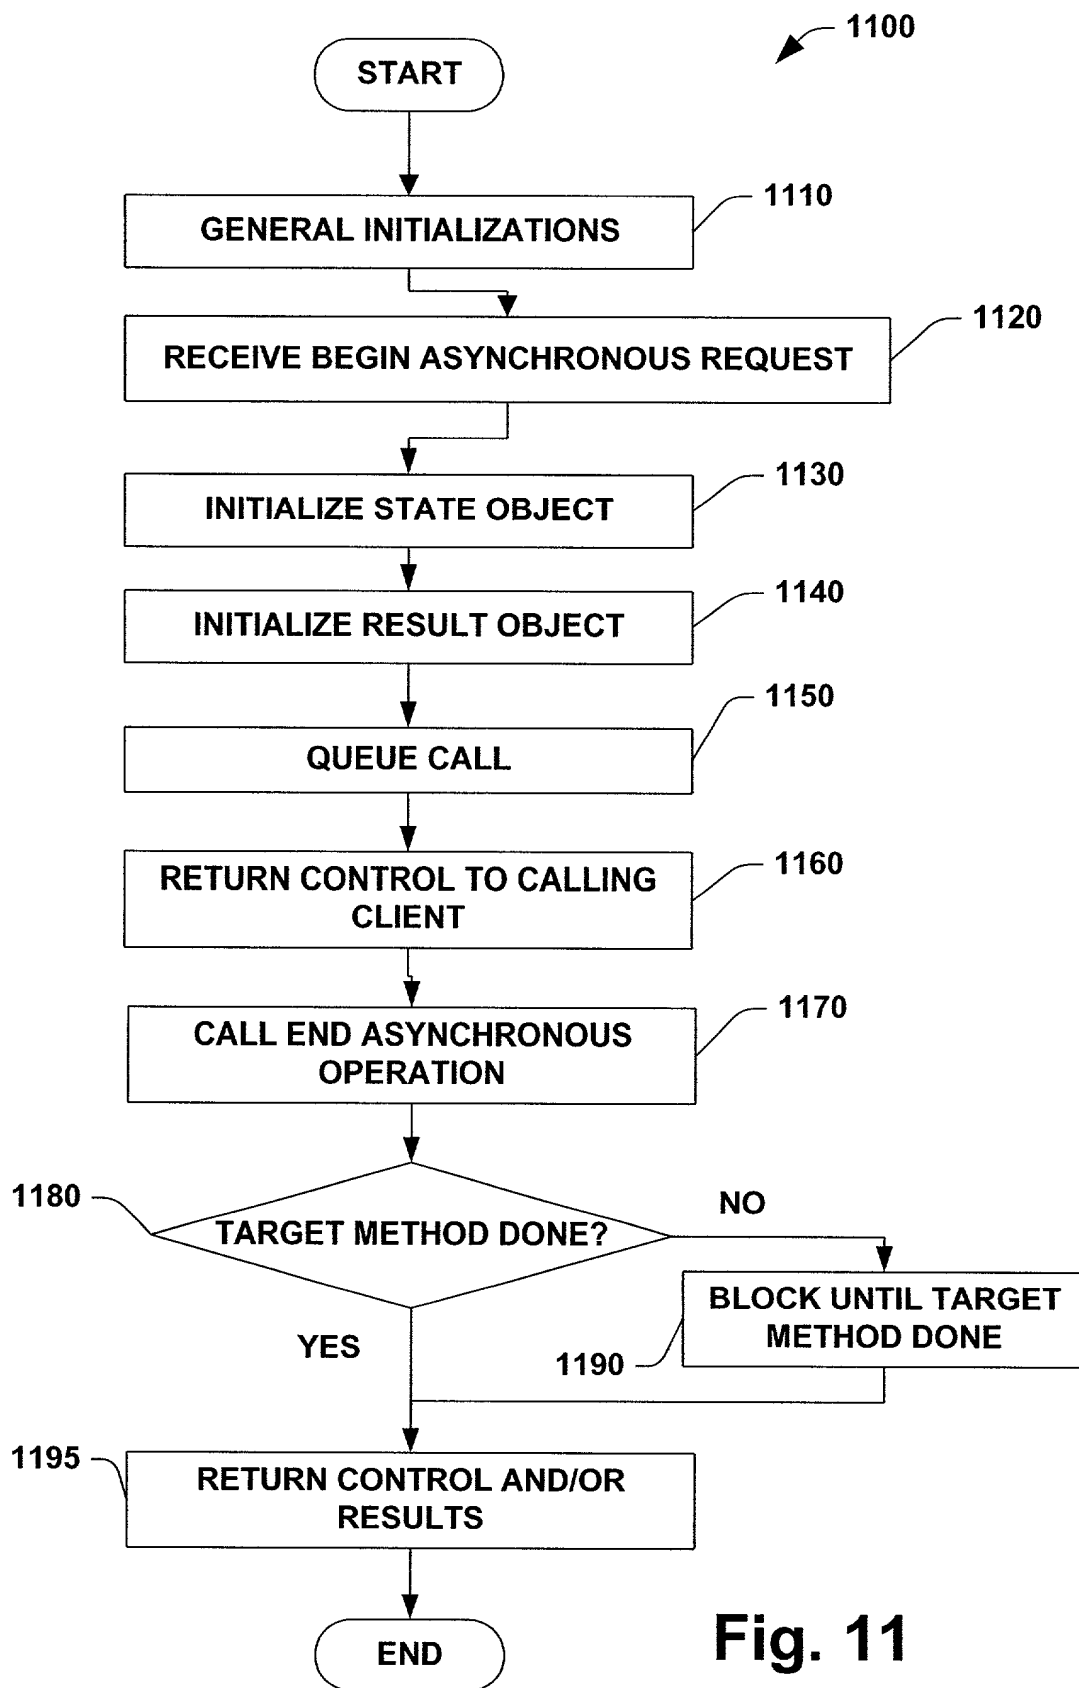 1100
START
1110
GENERAL INITIALIZATIONS
1120
RECEIVE BEGIN ASYNCHRONOUS REQUEST
1130
INITIALIZE STATE OBJECT
1140
INITIALIZE RESULT OBJECT
1150
QUEUE CALL
1160
RETURN CONTROL TO CALLING
CLIENT
1170
CALL END ASYNCHRONOUS
OPERATION
1180
TARGET METHOD DONE?
NO
BLOCK UNTIL TARGET
METHOD DONE
YES
1190
1195
RETURN CONTROL AND/OR
RESULTS
END
Fig. 11